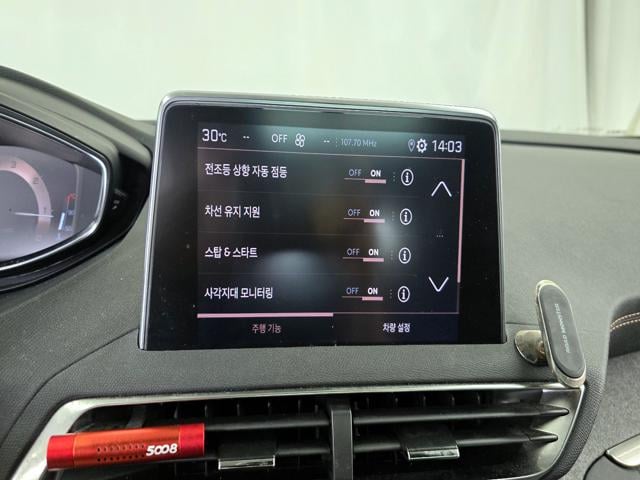 30°C -- OFF -- 107.70 MHz 14:03
전조등 상향 자동 점등 OFF ON
차선 유지 지원 OFF ON
스탑 & 스타트 OFF ON
사각지대 모니터링 OFF ON
주행 기능 차량 설정
ROAD MONSTER
5008